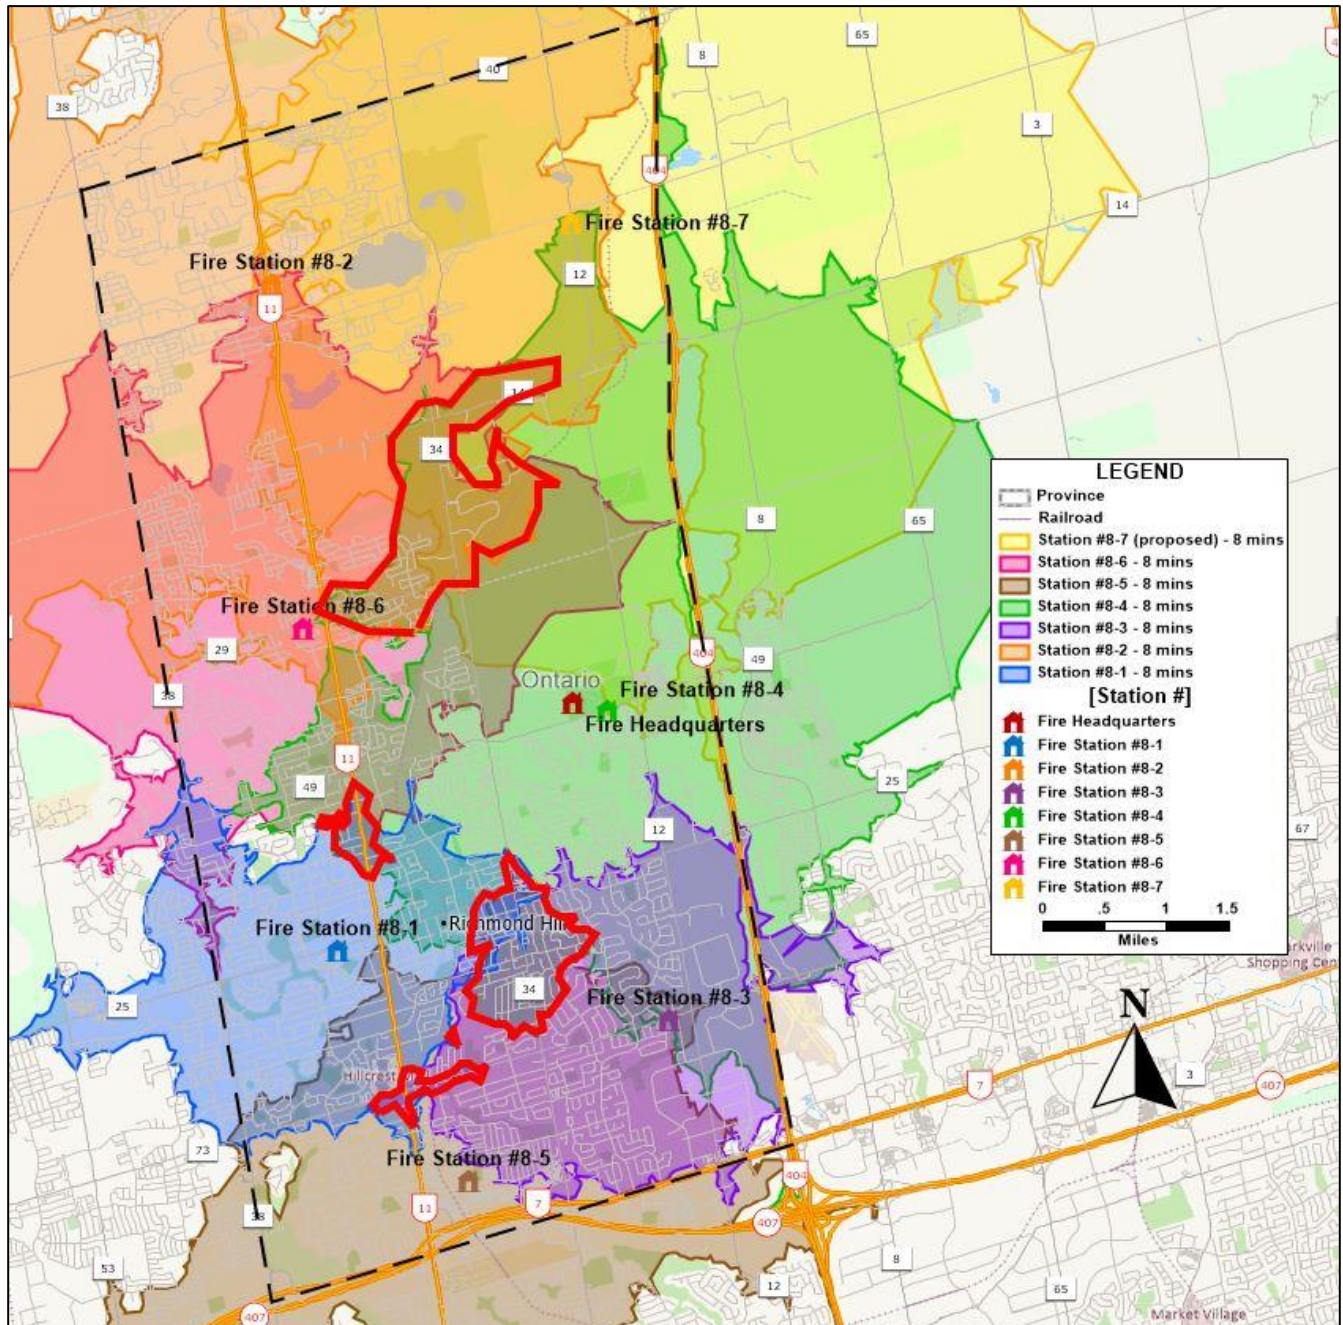 65
8
40
38
3
404
14
Fire Station #8-7
Fire Station #8-2
12
11
14
34
LEGEND
Province
Railroad
Station #8-7 (proposed) - 8 mins
Station #8-6 - 8 mins
Station #8-5 - 8 mins
Station #8-4 - 8 mins
Station #8-3 - 8 mins
Station #8-2 - 8 mins
Station #8-1 - 8 mins
[Station #]
Fire Headquarters
Fire Station #8-1
Fire Station #8-2
Fire Station #8-3
Fire Station #8-4
Fire Station #8-5
Fire Station #8-6
Fire Station #8-7
0 .5 1 1.5
Miles
8
65
Fire Station #8-6
29
404
49
38
Ontario
Fire Station #8-4
Fire Headquarters
11
49
25
12
67
Fire Station #8-1
Richmond Hill
Shopping Cen
34
Fire Station #8-3
25
N
7
3
407
Hillcrest
73
Fire Station #8-5
404
11
7
38
407
8
53
12
65
407
Market Village